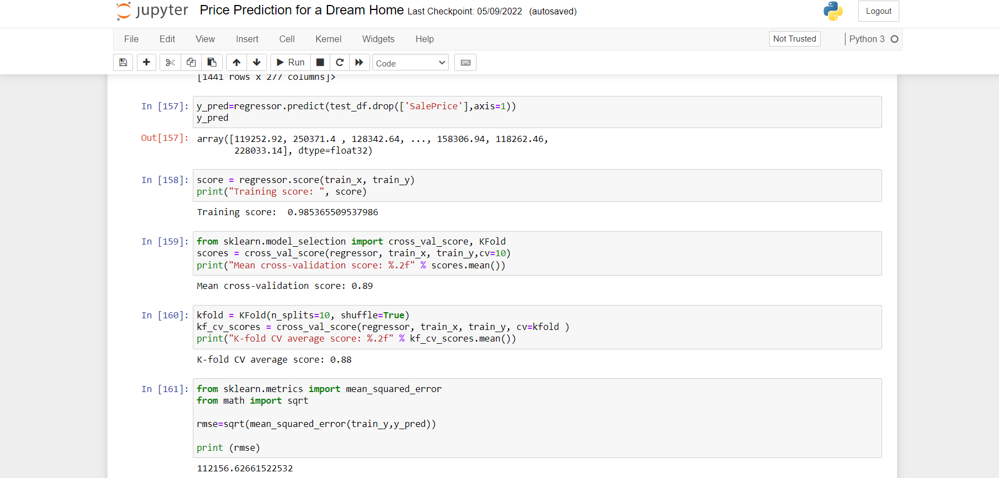 jupyter Price Prediction for a Dream Home Last Checkpoint: 05/09/2022 (autosaved) Logout
File Edit View Insert Cell Kernel Widgets Help Not Trusted Python 3
Run Code
[1441 rows x 277 columns]>
In [157]: y_pred=regressor.predict(test_df.drop(['SalePrice'],axis=1))
y_pred
Out[157]: array([119252.92, 250371.4 , 128342.64, ..., 158306.94, 118262.46,
228033.14], dtype=float32)
In [158]: score = regressor.score(train_x, train_y)
print("Training score: ", score)
Training score:  0.985365509537986
In [159]: from sklearn.model_selection import cross_val_score, KFold
scores = cross_val_score(regressor, train_x, train_y,cv=10)
print("Mean cross-validation score: %.2f" % scores.mean())
Mean cross-validation score: 0.89
In [160]: kfold = KFold(n_splits=10, shuffle=True)
kf_cv_scores = cross_val_score(regressor, train_x, train_y, cv=kfold )
print("K-fold CV average score: %.2f" % kf_cv_scores.mean())
K-fold CV average score: 0.88
In [161]: from sklearn.metrics import mean_squared_error
from math import sqrt
rmse=sqrt(mean_squared_error(train_y,y_pred))
print (rmse)
112156.62661522532